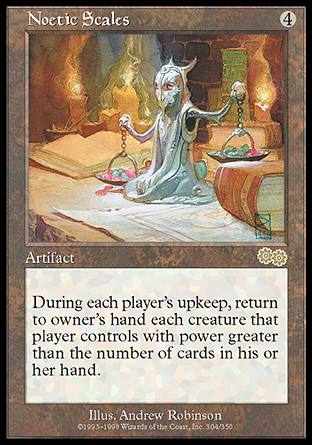 Noetic Scales 4
Artifact
During each player's upkeep, return
to owner's hand each creature that
player controls with power greater
than the number of cards in his or
her hand.
Illus. Andrew Robinson
©1993–1998 Wizards of the Coast, Inc. 304/350